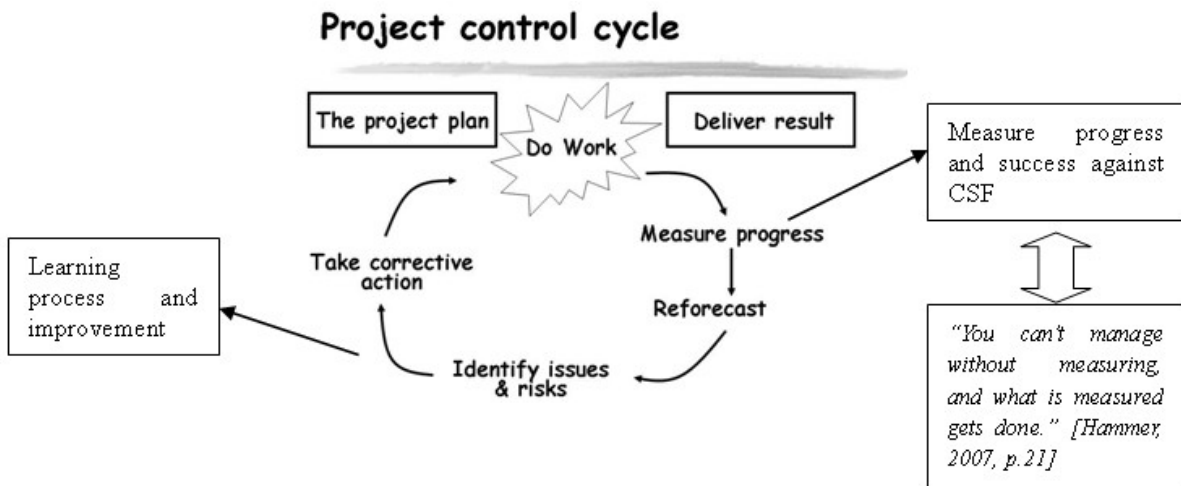 Project control cycle
The project plan
Do Work
Deliver result
Measure progress
and success against
CSF
Measure progress
Take corrective
action
Learning
process and
improvement
Reforecast
Identify issues
& risks
“You can't manage
without measuring,
and what is measured
gets done.” [Hammer,
2007, p.21]